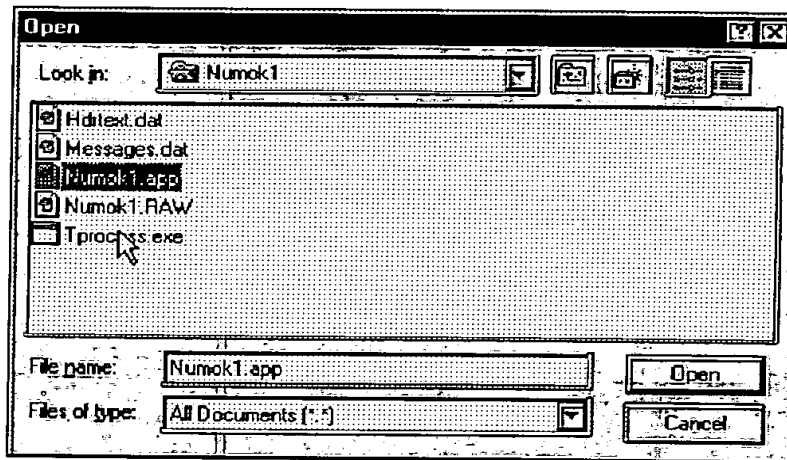 Open
Look in: Numok1
Hditext.dat
Messages.dat
Numok1.app
Numok1.RAW
Tprocess.exe
File name: Numok1.app Open
Files of type: All Documents (*.*) Cancel